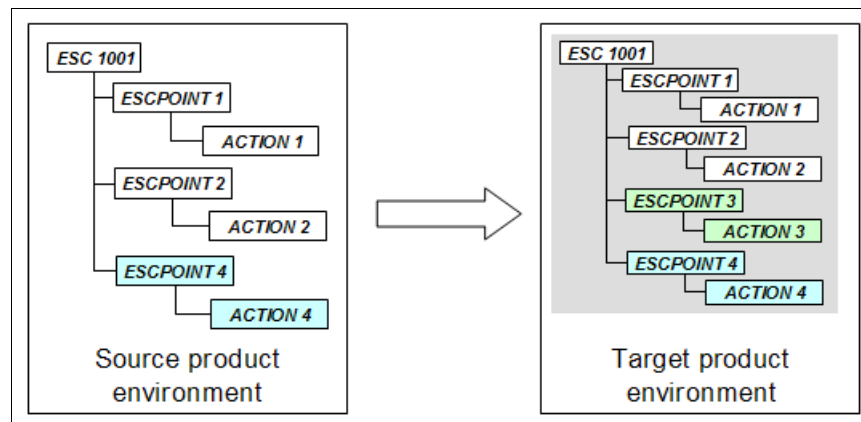 ESC 1001
ESCPOINT 1
ACTION 1
ESCPOINT 2
ACTION 2
ESCPOINT 4
ACTION 4
Source product
environment
ESC 1001
ESCPOINT 1
ACTION 1
ESCPOINT 2
ACTION 2
ESCPOINT 3
ACTION 3
ESCPOINT 4
ACTION 4
Target product
environment